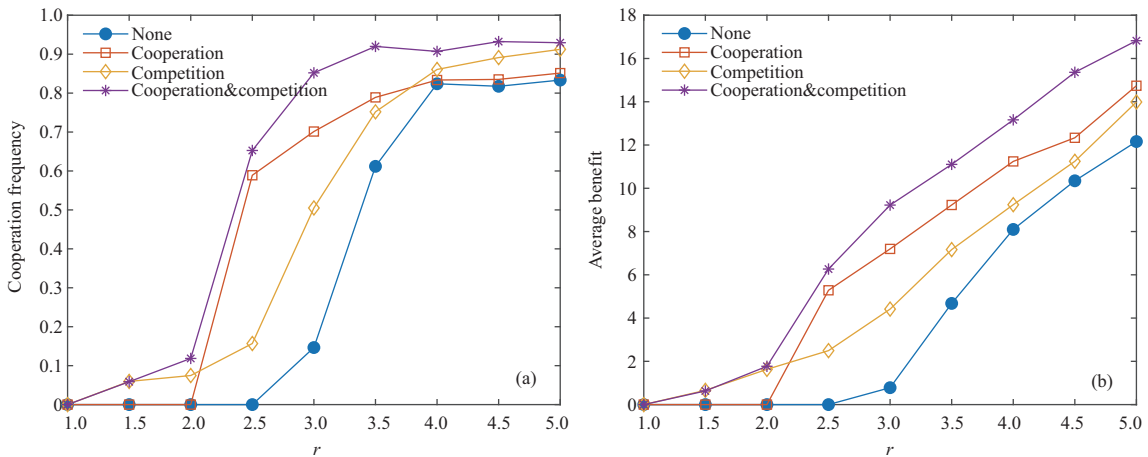 1.0
0.9
0.8
0.7
0.6
0.5
0.4
0.3
0.2
0.1
0
Cooperation frequency
None
Cooperation
Competition
Cooperation&competition
(a)
1.0 1.5 2.0 2.5 3.0 3.5 4.0 4.5 5.0
r
18
16
14
12
10
8
6
4
2
0
Average benefit
None
Cooperation
Competition
Cooperation&competition
(b)
1.0 1.5 2.0 2.5 3.0 3.5 4.0 4.5 5.0
r